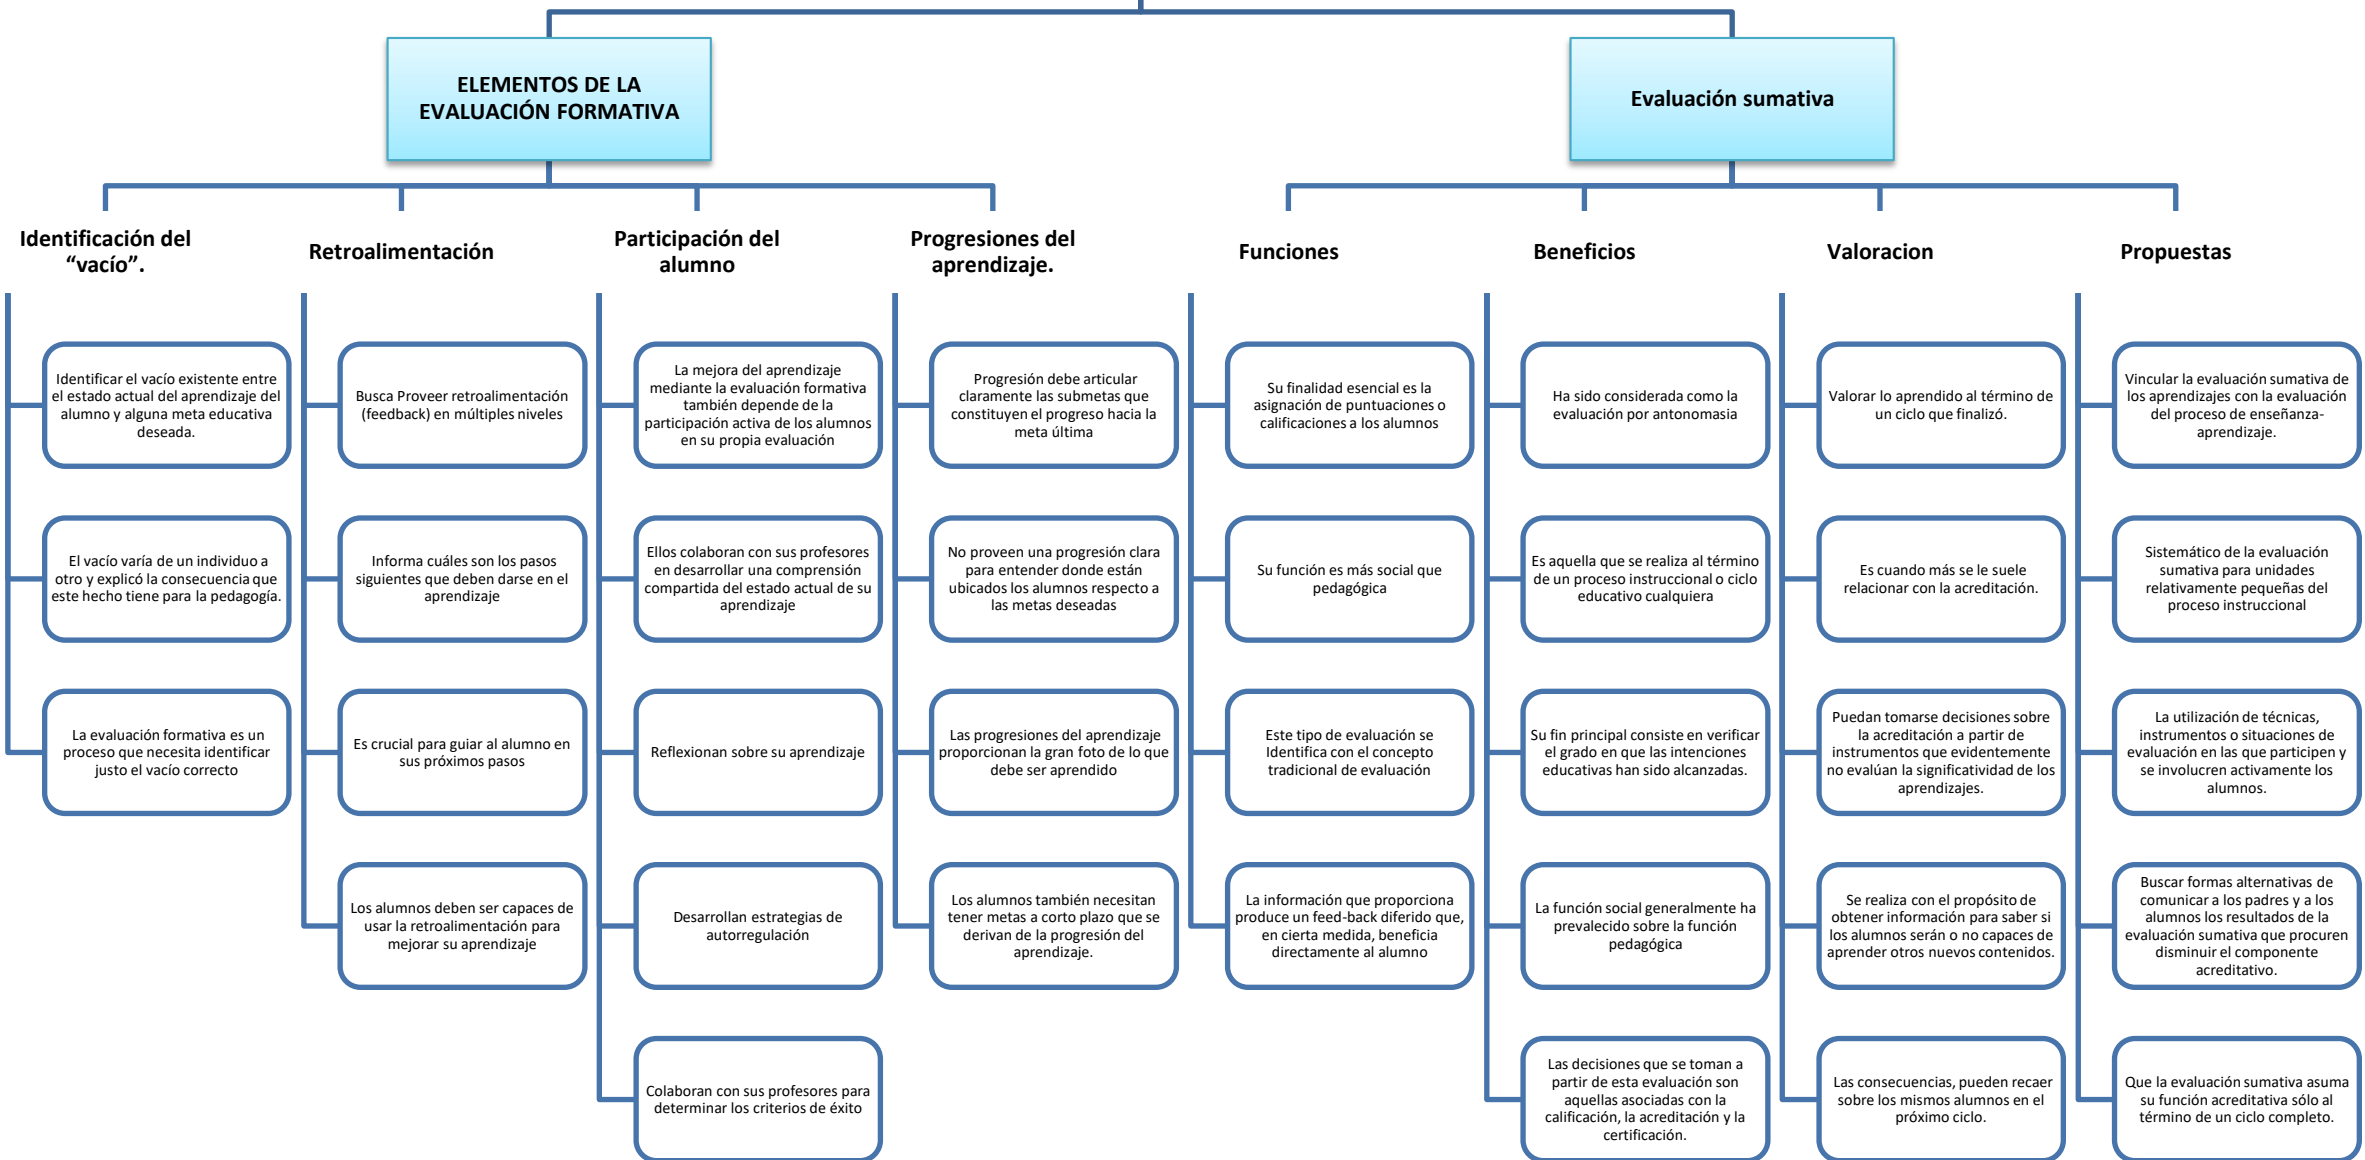 ELEMENTOS DE LA
EVALUACIÓN FORMATIVA
Identificación del
“vacío”.
Identificar el vacío existente entre
el estado actual del aprendizaje del
alumno y alguna meta educativa
deseada.
El vacío varía de un individuo a
otro y explicó la consecuencia que
este hecho tiene para la pedagogía.
La evaluación formativa es un
proceso que necesita identificar
justo el vacío correcto
Retroalimentación
Busca Proveer retroalimentación
(feedback) en múltiples niveles
Informa cuáles son los pasos
siguientes que deben darse en el
aprendizaje
Es crucial para guiar al alumno en
sus próximos pasos
Los alumnos deben ser capaces de
usar la retroalimentación para
mejorar su aprendizaje
Participación del
alumno
La mejora del aprendizaje
mediante la evaluación formativa
también depende de la
participación activa de los alumnos
en su propia evaluación
Ellos colaboran con sus profesores
en desarrollar una comprensión
compartida del estado actual de su
aprendizaje
Reflexionan sobre su aprendizaje
Desarrollan estrategias de
autorregulación
Colaboran con sus profesores para
determinar los criterios de éxito
Progresiones del
aprendizaje.
Progresión debe articular
claramente las submetas que
constituyen el progreso hacia la
meta última
No proveen una progresión clara
para entender donde están
ubicados los alumnos respecto a
las metas deseadas
Las progresiones del aprendizaje
proporcionan la gran foto de lo que
debe ser aprendido
Los alumnos también necesitan
tener metas a corto plazo que se
derivan de la progresión del
aprendizaje.
Evaluación sumativa
Funciones
Su finalidad esencial es la
asignación de puntuaciones o
calificaciones a los alumnos
Su función es más social que
pedagógica
Este tipo de evaluación se
Identifica con el concepto
tradicional de evaluación
La información que proporciona
produce un feed-back diferido que,
en cierta medida, beneficia
directamente al alumno
Beneficios
Ha sido considerada como la
evaluación por antonomasia
Es aquella que se realiza al término
de un proceso instruccional o ciclo
educativo cualquiera
Su fin principal consiste en verificar
el grado en que las intenciones
educativas han sido alcanzadas.
La función social generalmente ha
prevalecido sobre la función
pedagógica
Las decisiones que se toman a
partir de esta evaluación son
aquellas asociadas con la
calificación, la acreditación y la
certificación.
Valoracion
Valorar lo aprendido al término de
un ciclo que finalizó.
Es cuando más se le suele
relacionar con la acreditación.
Puedan tomarse decisiones sobre
la acreditación a partir de
instrumentos que evidentemente
no evalúan la significatividad de los
aprendizajes.
Se realiza con el propósito de
obtener información para saber si
los alumnos serán o no capaces de
aprender otros nuevos contenidos.
Las consecuencias, pueden recaer
sobre los mismos alumnos en el
próximo ciclo.
Propuestas
Vincular la evaluación sumativa de
los aprendizajes con la evaluación
del proceso de enseñanza-
aprendizaje.
Sistemático de la evaluación
sumativa para unidades
relativamente pequeñas del
proceso instruccional
La utilización de técnicas,
instrumentos o situaciones de
evaluación en las que participen y
se involucren activamente los
alumnos.
Buscar formas alternativas de
comunicar a los padres y a los
alumnos los resultados de la
evaluación sumativa que procuren
disminuir el componente
acreditativo.
Que la evaluación sumativa asuma
su función acreditativa sólo al
término de un ciclo completo.